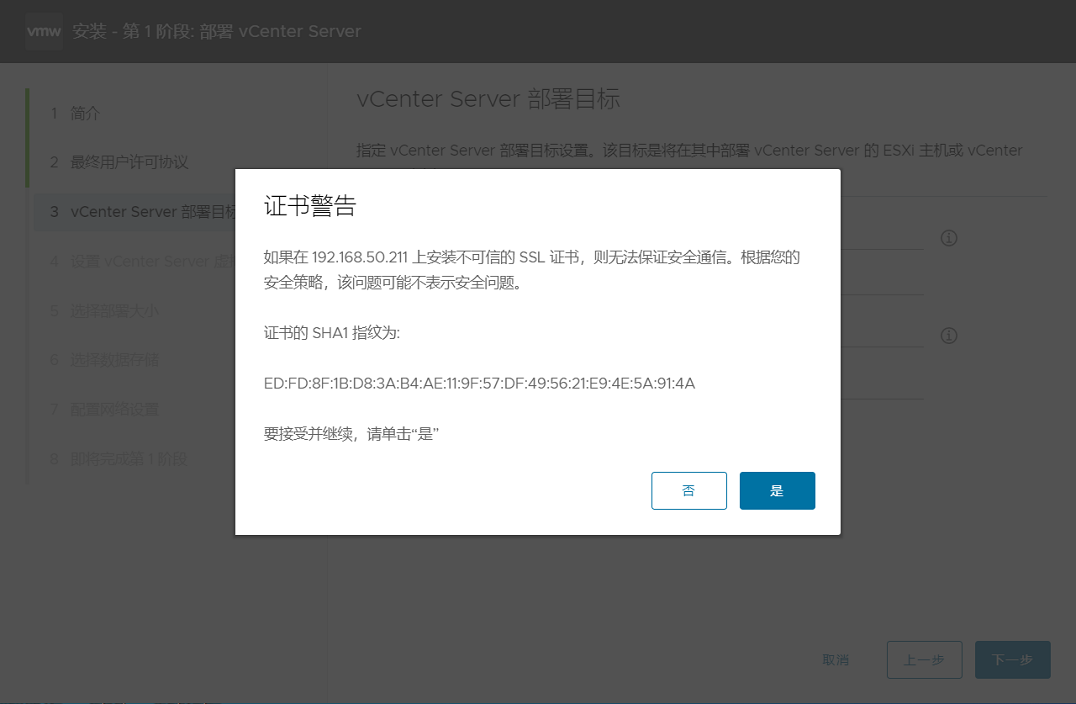 vmw 安装 - 第 1 阶段: 部署 vCenter Server
1 简介
2 最终用户许可协议
3 vCenter Server 部署目标
4 设置 vCenter Server 虚
5 选择部署大小
6 选择数据存储
7 配置网络设置
8 即将完成第 1 阶段
vCenter Server 部署目标
指定 vCenter Server 部署目标设置。该目标是将在其中部署 vCenter Server 的 ESXi 主机或 vCenter
证书警告
如果在 192.168.50.211 上安装不可信的 SSL 证书，则无法保证安全通信。根据您的
安全策略，该问题可能不表示安全问题。
证书的 SHA1 指纹为:
ED:FD:8F:1B:D8:3A:B4:AE:11:9F:57:DF:49:56:21:E9:4E:5A:91:4A
要接受并继续，请单击“是”
否
是
取消
上一步
下一步